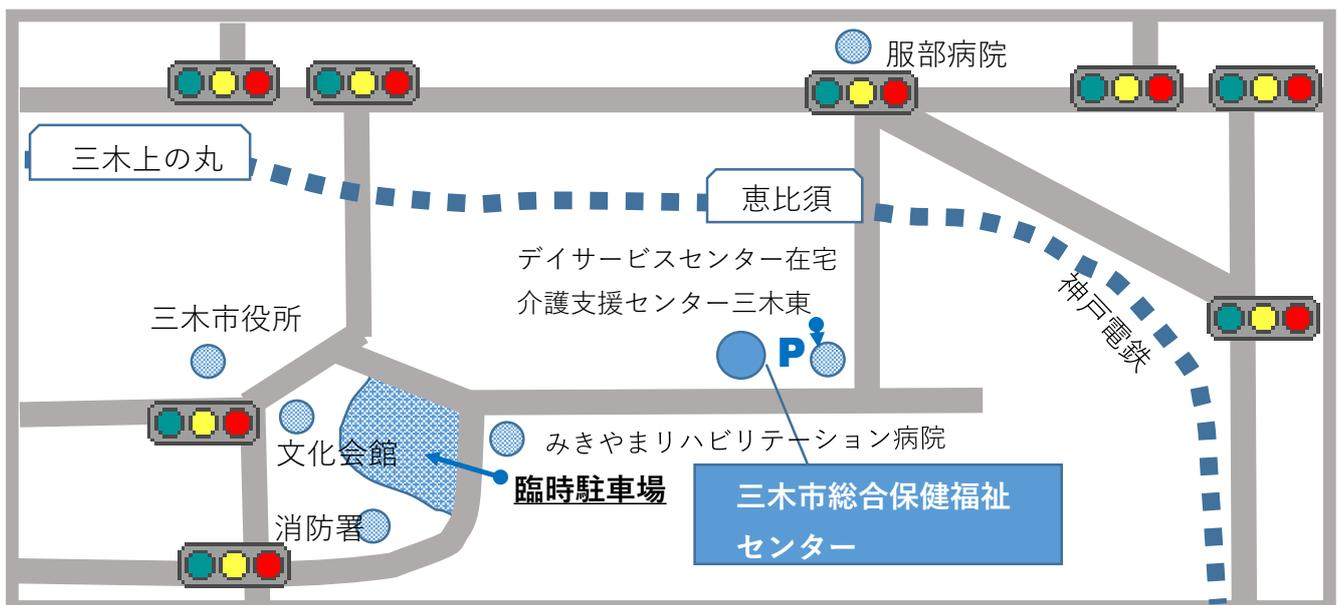 服部病院
三木上の丸
恵比須
デイサービスセンター在宅
介護支援センター三木東
神戸電鉄
三木市役所
P
文化会館
みきやまリハビリテーション病院
臨時駐車場
三木市総合保健福祉
センター
消防署